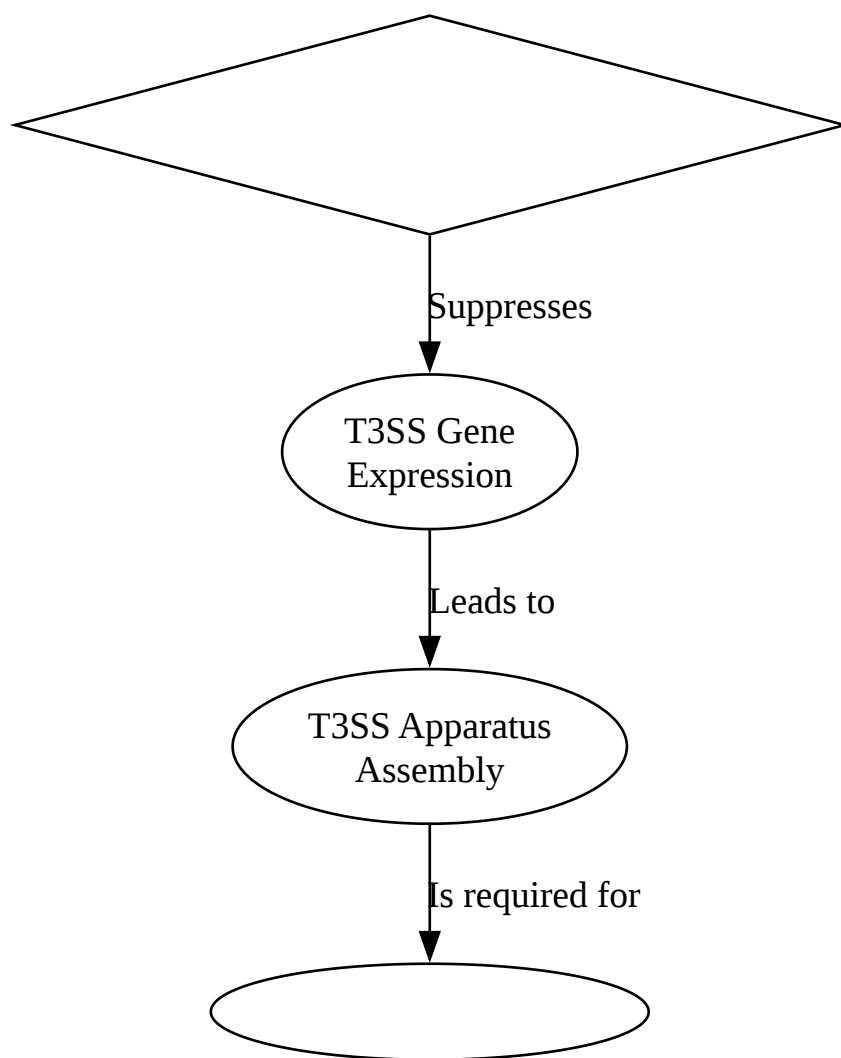 Suppresses
T3SS Gene
Expression
Leads to
T3SS Apparatus
Assembly
Is required for